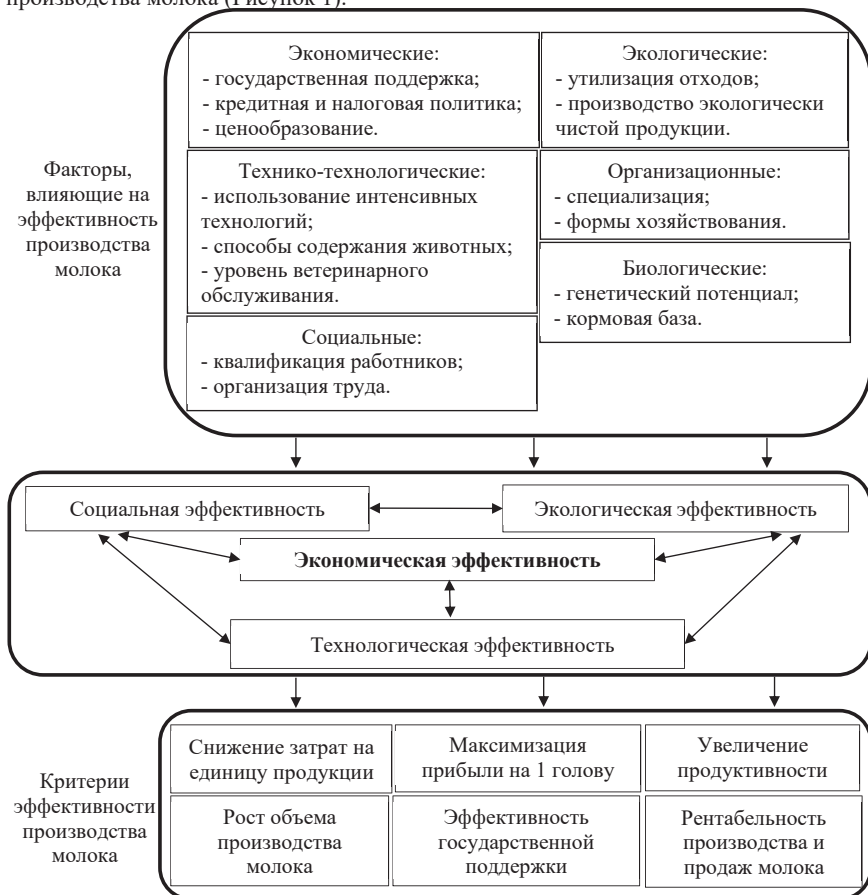 производства молока (Рисунок 1).
Факторы,
влияющие на
эффективность
производства
молока
Экономические:
- государственная поддержка;
- кредитная и налоговая политика;
- ценообразование.
Экологические:
- утилизация отходов;
- производство экологически
чистой продукции.
Технико-технологические:
- использование интенсивных
технологий;
- способы содержания животных;
- уровень ветеринарного
обслуживания.
Организационные:
- специализация;
- формы хозяйствования.
Биологические:
- генетический потенциал;
- кормовая база.
Социальные:
- квалификация работников;
- организация труда.
Социальная эффективность
Экологическая эффективность
Экономическая эффективность
Технологическая эффективность
Критерии
эффективности
производства
молока
Снижение затрат на
единицу продукции
Максимизация
прибыли на 1 голову
Увеличение
продуктивности
Рост объема
производства
молока
Эффективность
государственной
поддержки
Рентабельность
производства и
продаж молока